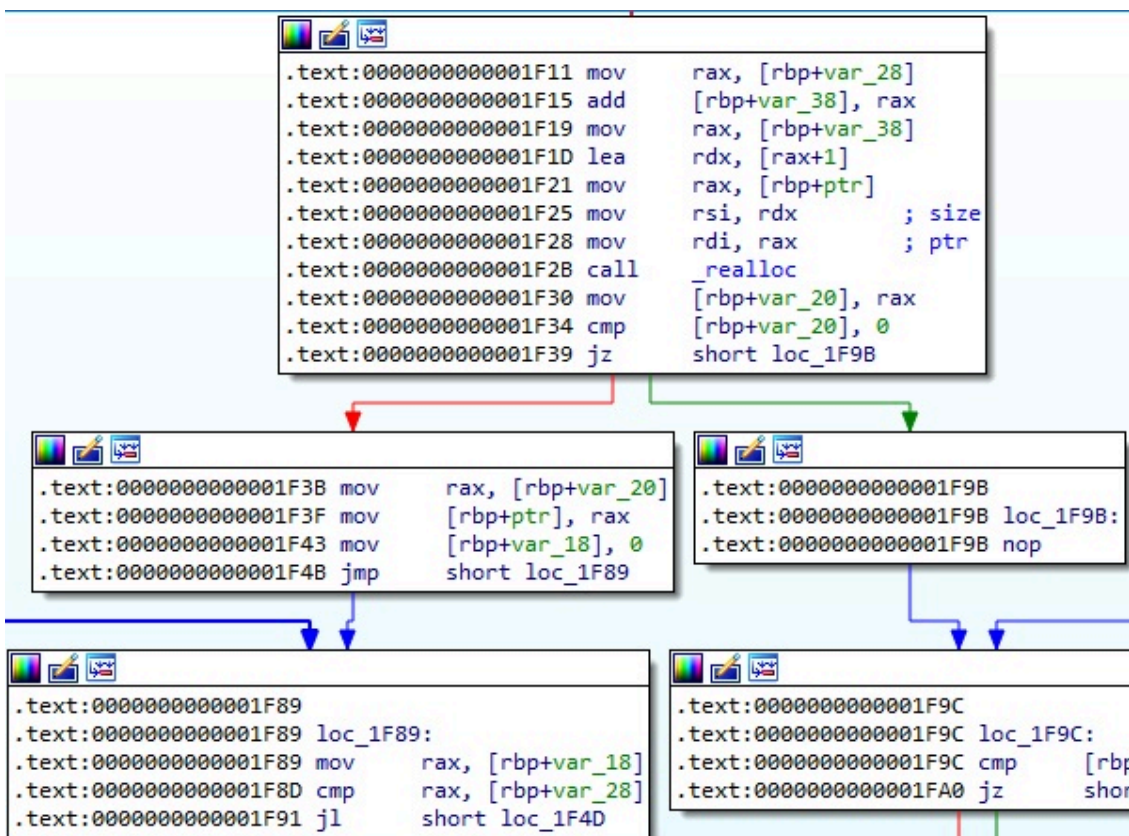 .text:0000000000001F11 mov rax, [rbp+var_28]
.text:0000000000001F15 add [rbp+var_38], rax
.text:0000000000001F19 mov rax, [rbp+var_38]
.text:0000000000001F1D lea rdx, [rax+1]
.text:0000000000001F21 mov rax, [rbp+ptr]
.text:0000000000001F25 mov rsi, rdx ; size
.text:0000000000001F28 mov rdi, rax ; ptr
.text:0000000000001F2B call _realloc
.text:0000000000001F30 mov [rbp+var_20], rax
.text:0000000000001F34 cmp [rbp+var_20], 0
.text:0000000000001F39 jz short loc_1F9B
.text:0000000000001F3B mov rax, [rbp+var_20]
.text:0000000000001F3F mov [rbp+ptr], rax
.text:0000000000001F43 mov [rbp+var_18], 0
.text:0000000000001F4B jmp short loc_1F89
.text:0000000000001F9B
.text:0000000000001F9B loc_1F9B:
.text:0000000000001F9B nop
.text:0000000000001F89
.text:0000000000001F89 loc_1F89:
.text:0000000000001F89 mov rax, [rbp+var_18]
.text:0000000000001F8D cmp rax, [rbp+var_28]
.text:0000000000001F91 jl short loc_1F4D
.text:0000000000001F9C
.text:0000000000001F9C loc_1F9C:
.text:0000000000001F9C cmp [rbp
.text:0000000000001FA0 jz shor